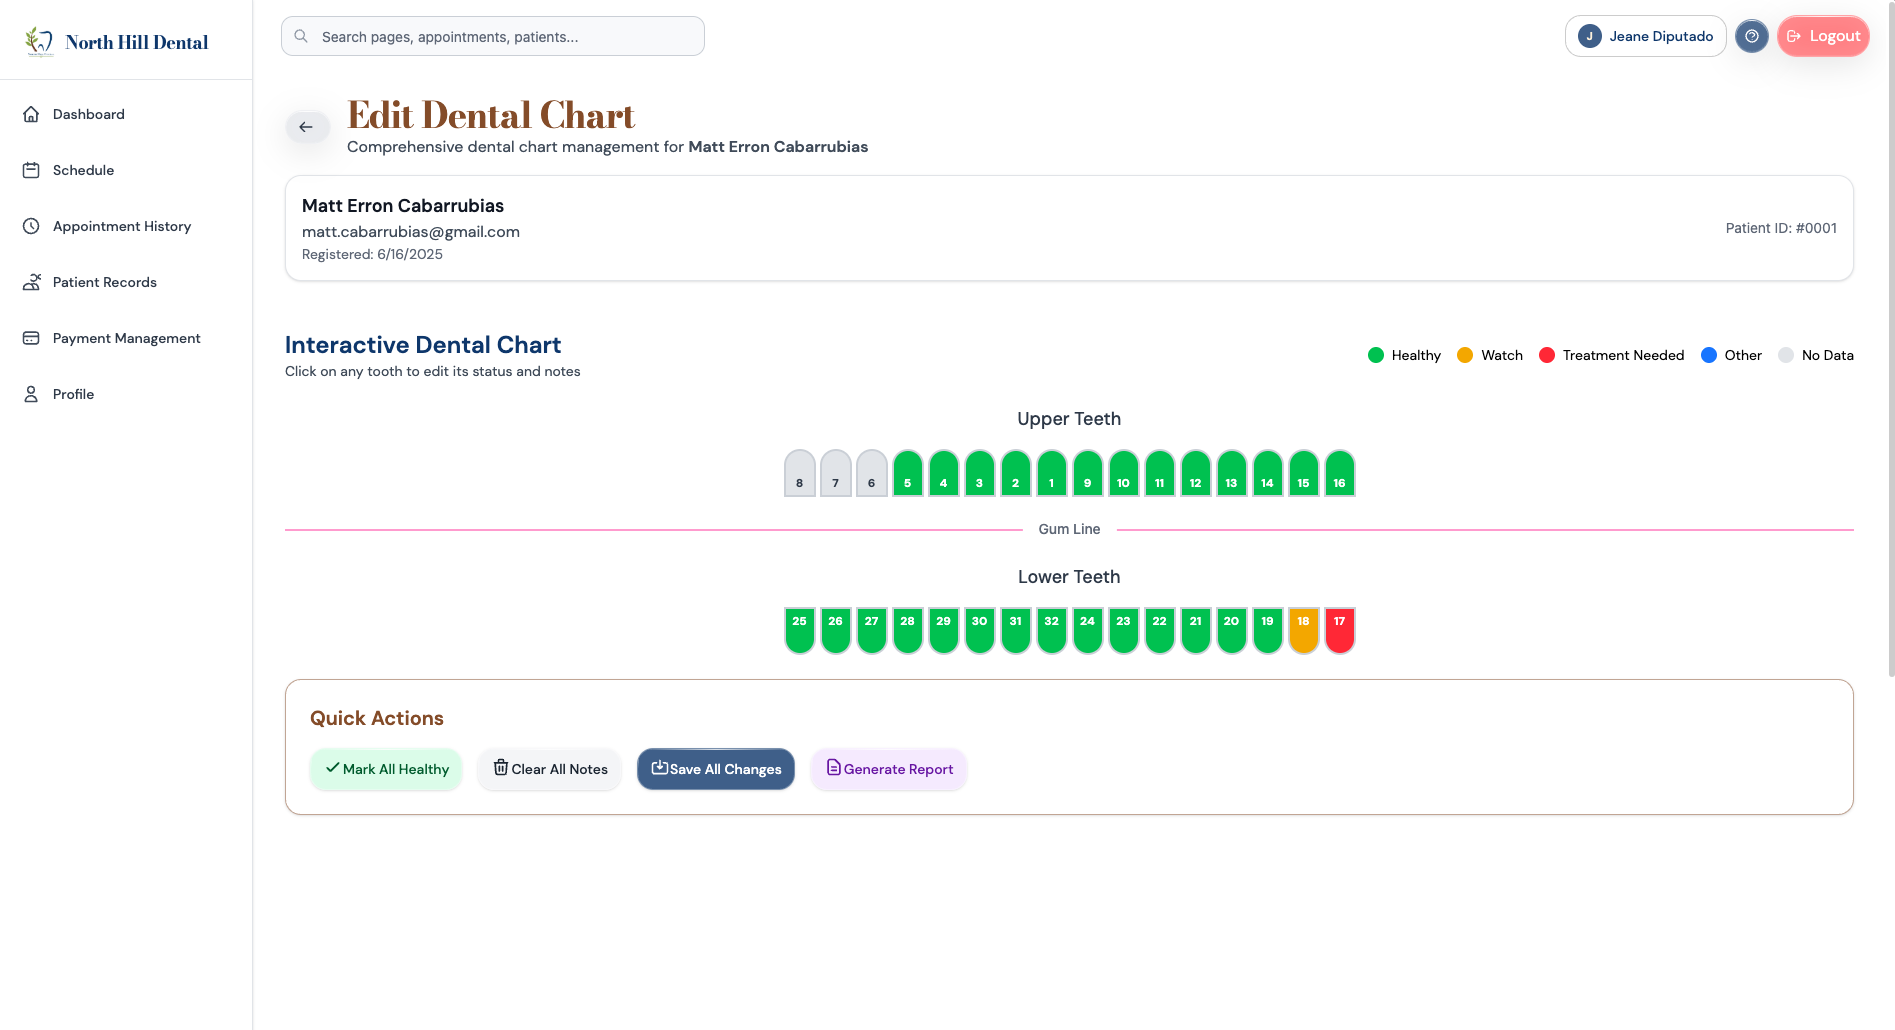 North Hill Dental
Search pages, appointments, patients...
J Jeane Diputado
Logout
Dashboard
Schedule
Appointment History
Patient Records
Payment Management
Profile
Edit Dental Chart
Comprehensive dental chart management for Matt Erron Cabarrubias
Matt Erron Cabarrubias
matt.cabarrubias@gmail.com
Registered: 6/16/2025
Patient ID: #0001
Interactive Dental Chart
Click on any tooth to edit its status and notes
Healthy Watch Treatment Needed Other No Data
Upper Teeth
8 7 6 5 4 3 2 1 9 10 11 12 13 14 15 16
Gum Line
Lower Teeth
25 26 27 28 29 30 31 32 24 23 22 21 20 19 18 17
Quick Actions
Mark All Healthy Clear All Notes Save All Changes Generate Report